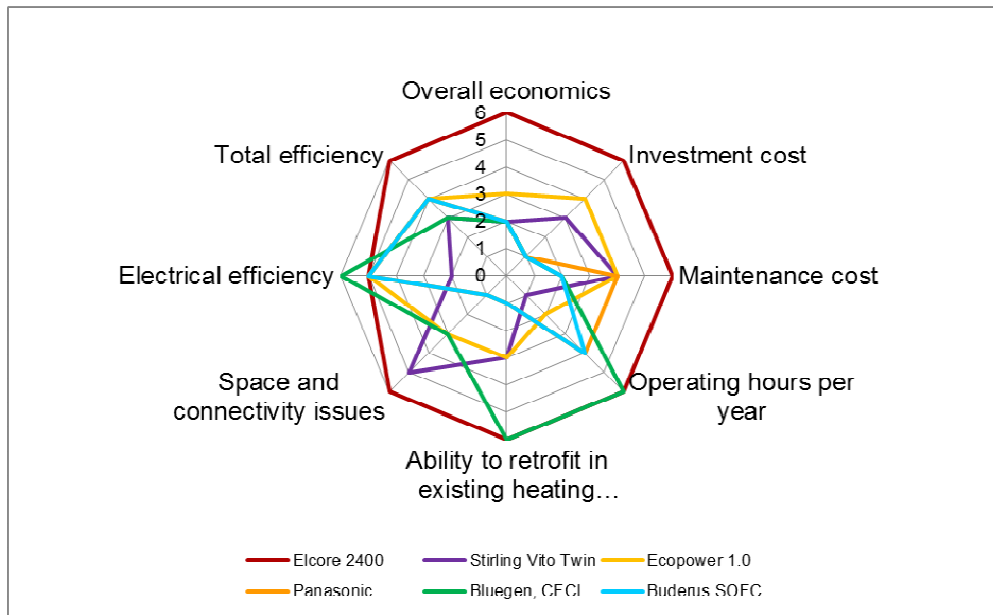 Overall economics
6
5
4
3
2
1
0
Total efficiency
Investment cost
Electrical efficiency
Maintenance cost
Space and
connectivity issues
Operating hours per
year
Ability to retrofit in
existing heating…
Elcore 2400
Stirling Vito Twin
Ecopower 1.0
Panasonic
Bluegen, CFCL
Buderus SOFC